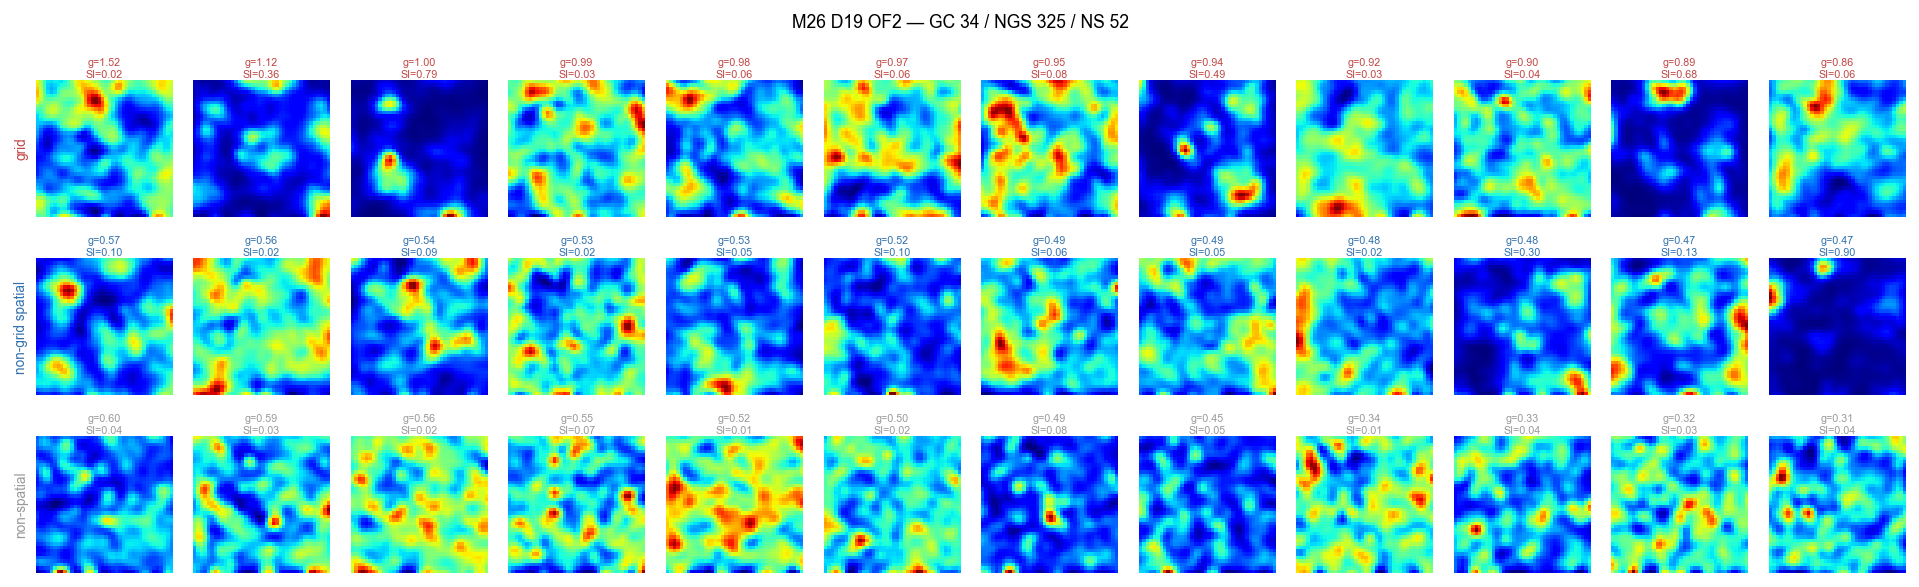 M26 D19 OF2 — GC 34 / NGS 325 / NS 52
grid
g=1.52
SI=0.02
g=1.12
SI=0.36
g=1.00
SI=0.79
g=0.99
SI=0.03
g=0.98
SI=0.06
g=0.97
SI=0.06
g=0.95
SI=0.08
g=0.94
SI=0.49
g=0.92
SI=0.03
g=0.90
SI=0.04
g=0.89
SI=0.68
g=0.86
SI=0.06
non-grid spatial
g=0.57
SI=0.10
g=0.56
SI=0.02
g=0.54
SI=0.09
g=0.53
SI=0.02
g=0.53
SI=0.05
g=0.52
SI=0.10
g=0.49
SI=0.06
g=0.49
SI=0.05
g=0.48
SI=0.02
g=0.48
SI=0.30
g=0.47
SI=0.13
g=0.47
SI=0.90
non-spatial
g=0.60
SI=0.04
g=0.59
SI=0.03
g=0.56
SI=0.02
g=0.55
SI=0.07
g=0.52
SI=0.01
g=0.50
SI=0.02
g=0.49
SI=0.08
g=0.45
SI=0.05
g=0.34
SI=0.01
g=0.33
SI=0.04
g=0.32
SI=0.03
g=0.31
SI=0.04